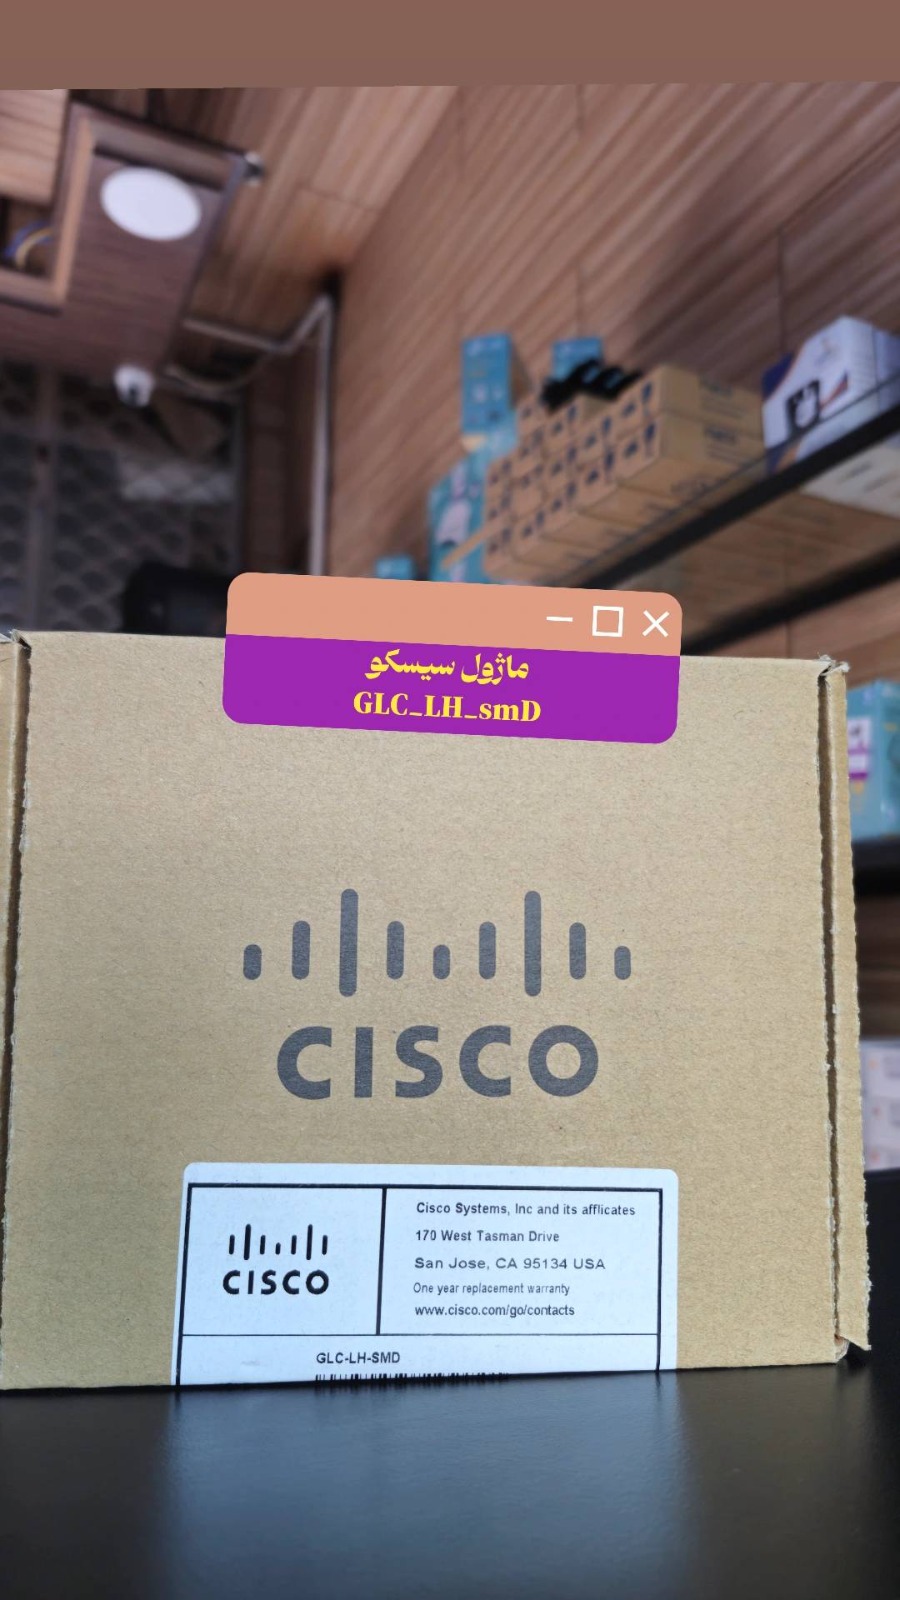 ماژول سیسکو
GLC_LH_smD
CISCO
CISCO
Cisco Systems, Inc and its afflicates
170 West Tasman Drive
San Jose, CA 95134 USA
One year replacement warranty
www.cisco.com/go/contacts
GLC-LH-SMD